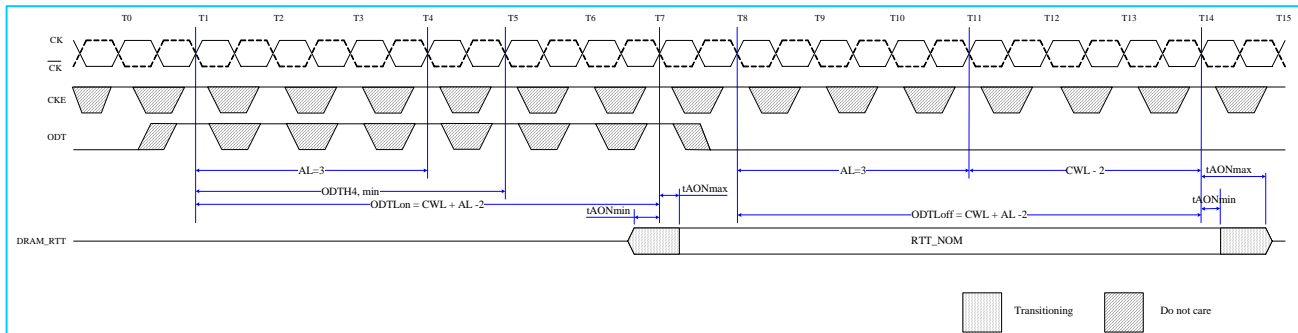 T0 T1 T2 T3 T4 T5 T6 T7 T8 T9 T10 T11 T12 T13 T14 T15
CK
CK
CKE
ODT
AL=3 AL=3 CWL - 2 tAONmax
ODTH4, min tAONmax
ODTLon = CWL + AL -2
tAONmin ODTLoff = CWL + AL -2 tAONmin
DRAM_RTT RTT_NOM
Transitioning Do not care